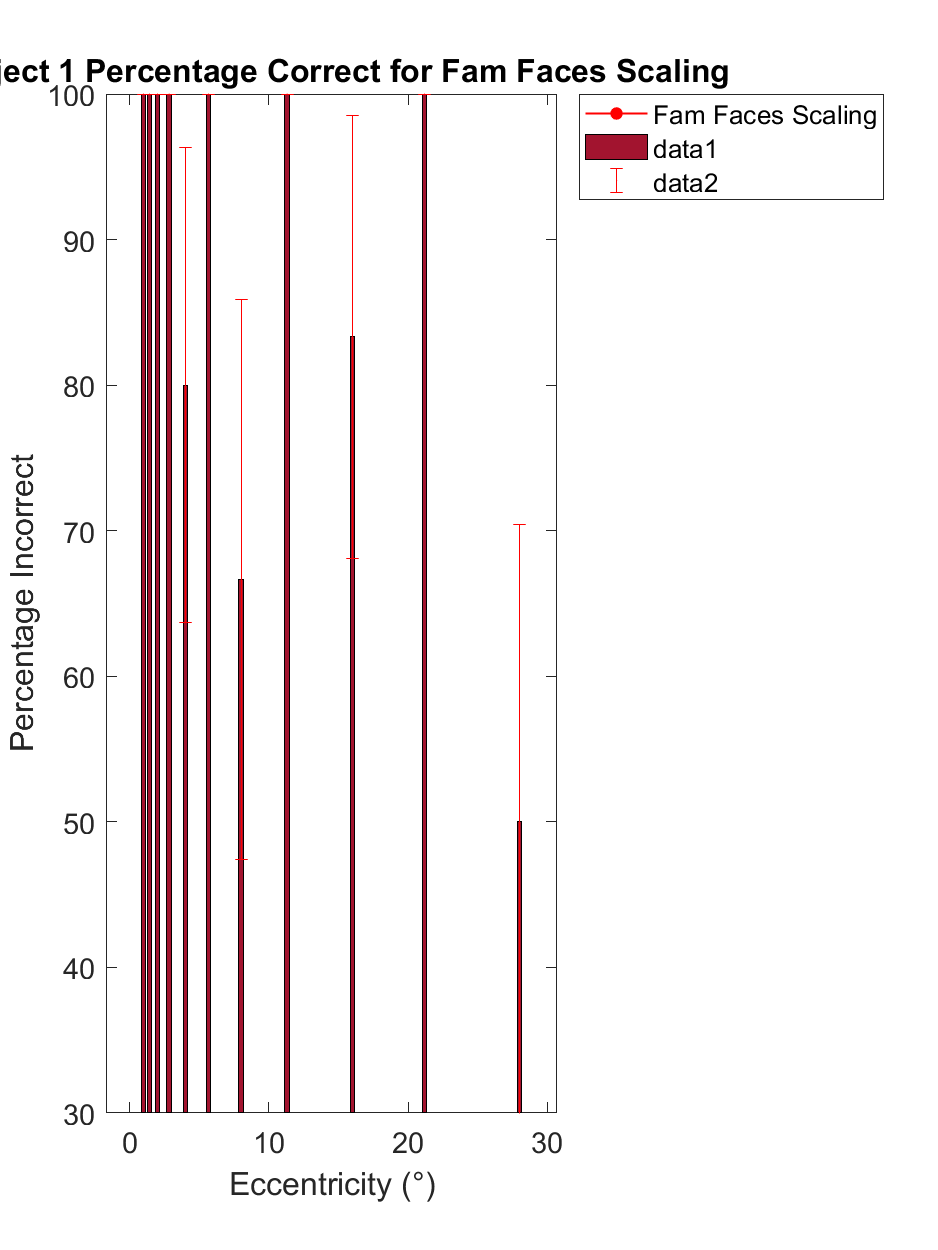 ject 1 Percentage Correct for Fam Faces Scaling
Fam Faces Scaling
data1
data2
100
90
80
70
60
50
40
30
Percentage Incorrect
0 10 20 30
Eccentricity (°)